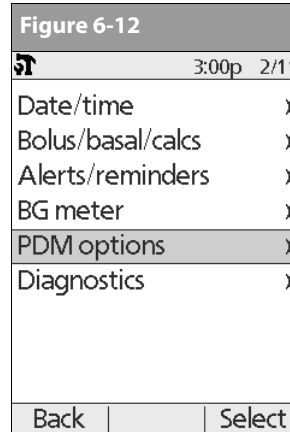 Figure 6-12
3:00p 2/1
Date/time
Bolus/basal/calcs
Alerts/reminders
BG meter
PDM options
Diagnostics
Back Select